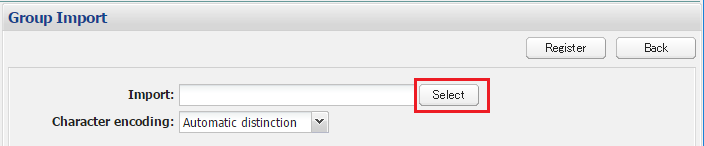 Group Import
Register Back
Import: Select
Character encoding: Automatic distinction